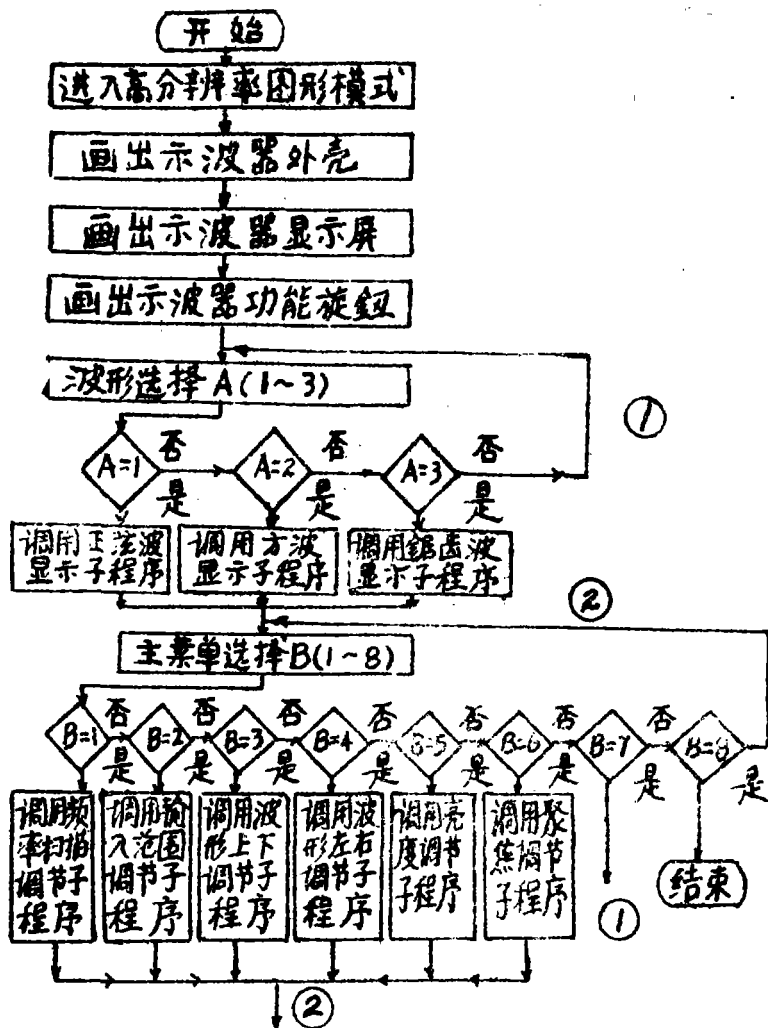 开始
进入高分辨率图形模式
画出示波器外壳
画出示波器显示屏
画出示波器功能旋钮
波形选择A(1~3)
①
A=1
否
A=2
否
A=3
否
是
是
是
调用正弦波
显示子程序
调用方波
显示子程序
调用锯齿波
显示子程序
②
主菜单选择B(1~8)
B=1
否
B=2
否
B=3
否
B=4
否
B=5
否
B=6
否
B=7
否
B=8
是
是
是
是
是
是
是
是
调用频
率扫描
调节子
程序
调用输
入范围
调节子
程序
调用波
形上下
调节子
程序
调用波
形左右
调节子
程序
调用亮
度调节
子程序
调用聚
焦调节
子程序
①
结束
②